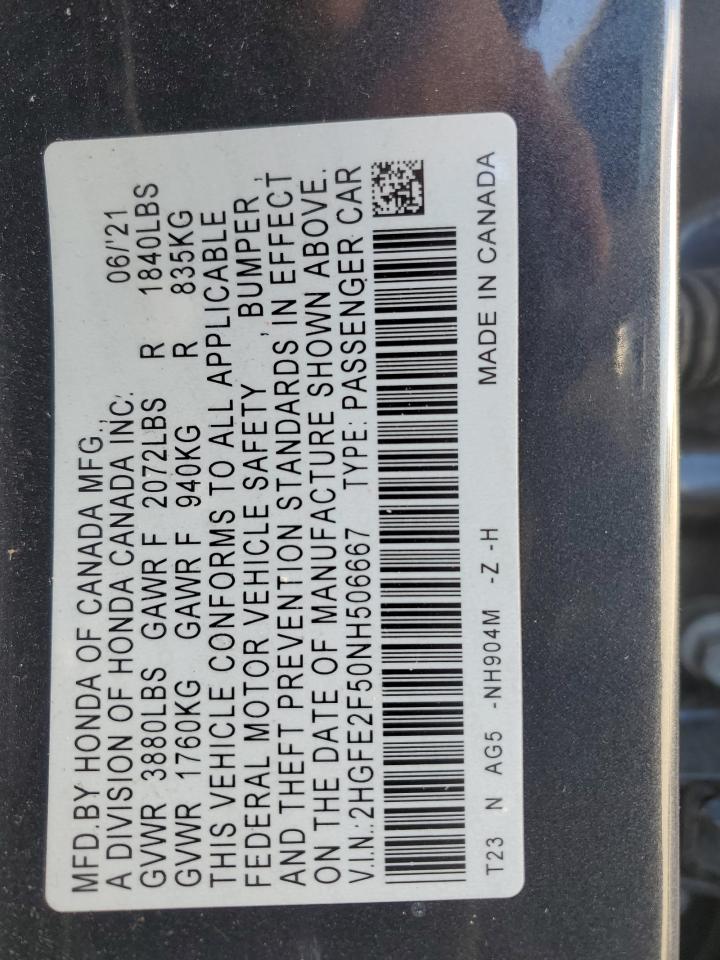 MFD. BY HONDA OF CANADA MFG.,
A DIVISION OF HONDA CANADA INC. 06/'21
GVWR 3880LBS GAWR F 2072LBS R 1840LBS
GVWR 1760KG GAWR F 940KG R 835KG
THIS VEHICLE CONFORMS TO ALL APPLICABLE
FEDERAL MOTOR VEHICLE SAFETY , BUMPER ,
AND THEFT PREVENTION STANDARDS IN EFFECT
ON THE DATE OF MANUFACTURE SHOWN ABOVE.
V.I.N.: 2HGFE2F50NH506667 TYPE: PASSENGER CAR
T23 N AG5 -NH904M -Z -H MADE IN CANADA